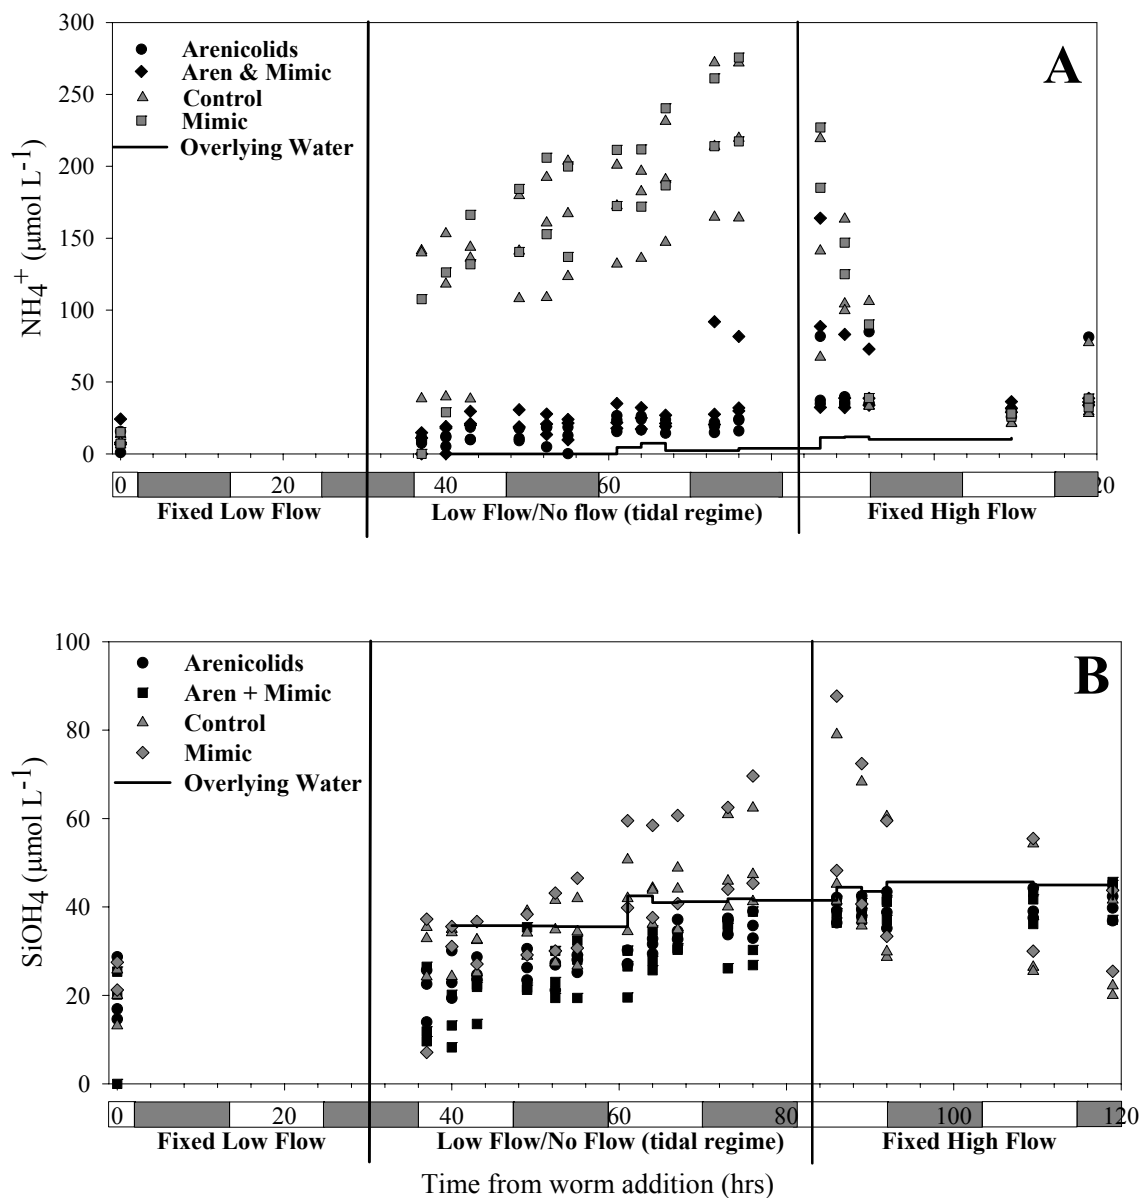 300
250
200
150
100
50
0
NH4+ (µmol L-1)
Arenicolids
Aren & Mimic
Control
Mimic
Overlying Water
A
0 20 40 60 20
Fixed Low Flow Low Flow/No flow (tidal regime) Fixed High Flow
100
80
60
40
20
0
SiOH4 (µmol L-1)
Arenicolids
Aren + Mimic
Control
Mimic
Overlying Water
B
0 20 40 60 80 100 120
Fixed Low Flow Low Flow/No Flow (tidal regime) Fixed High Flow
Time from worm addition (hrs)